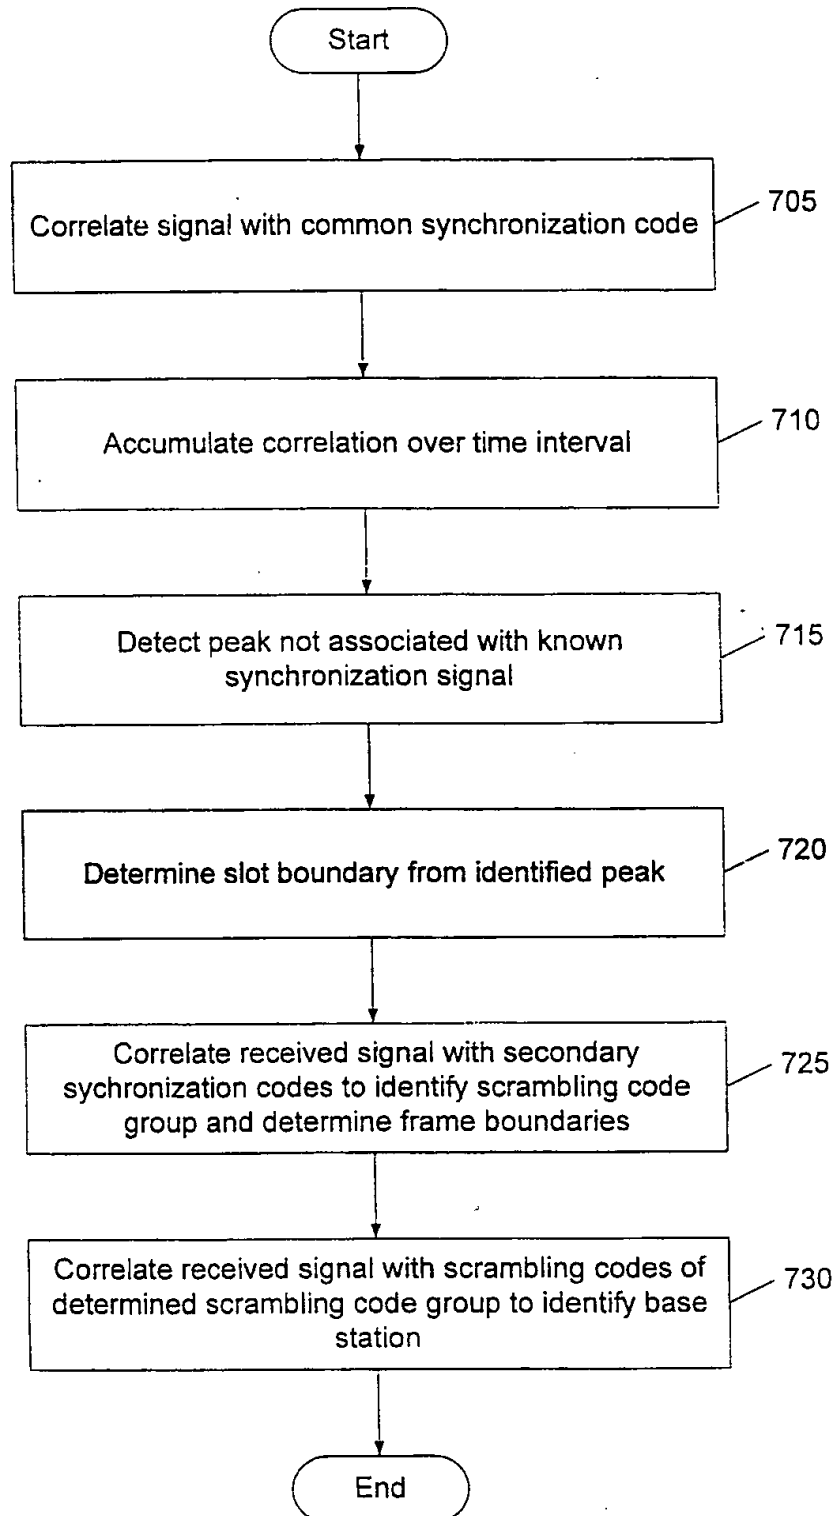 Start
Correlate signal with common synchronization code
705
Accumulate correlation over time interval
710
Detect peak not associated with known
synchronization signal
715
Determine slot boundary from identified peak
720
Correlate received signal with secondary
sychronization codes to identify scrambling code
group and determine frame boundaries
725
Correlate received signal with scrambling codes of
determined scrambling code group to identify base
station
730
End